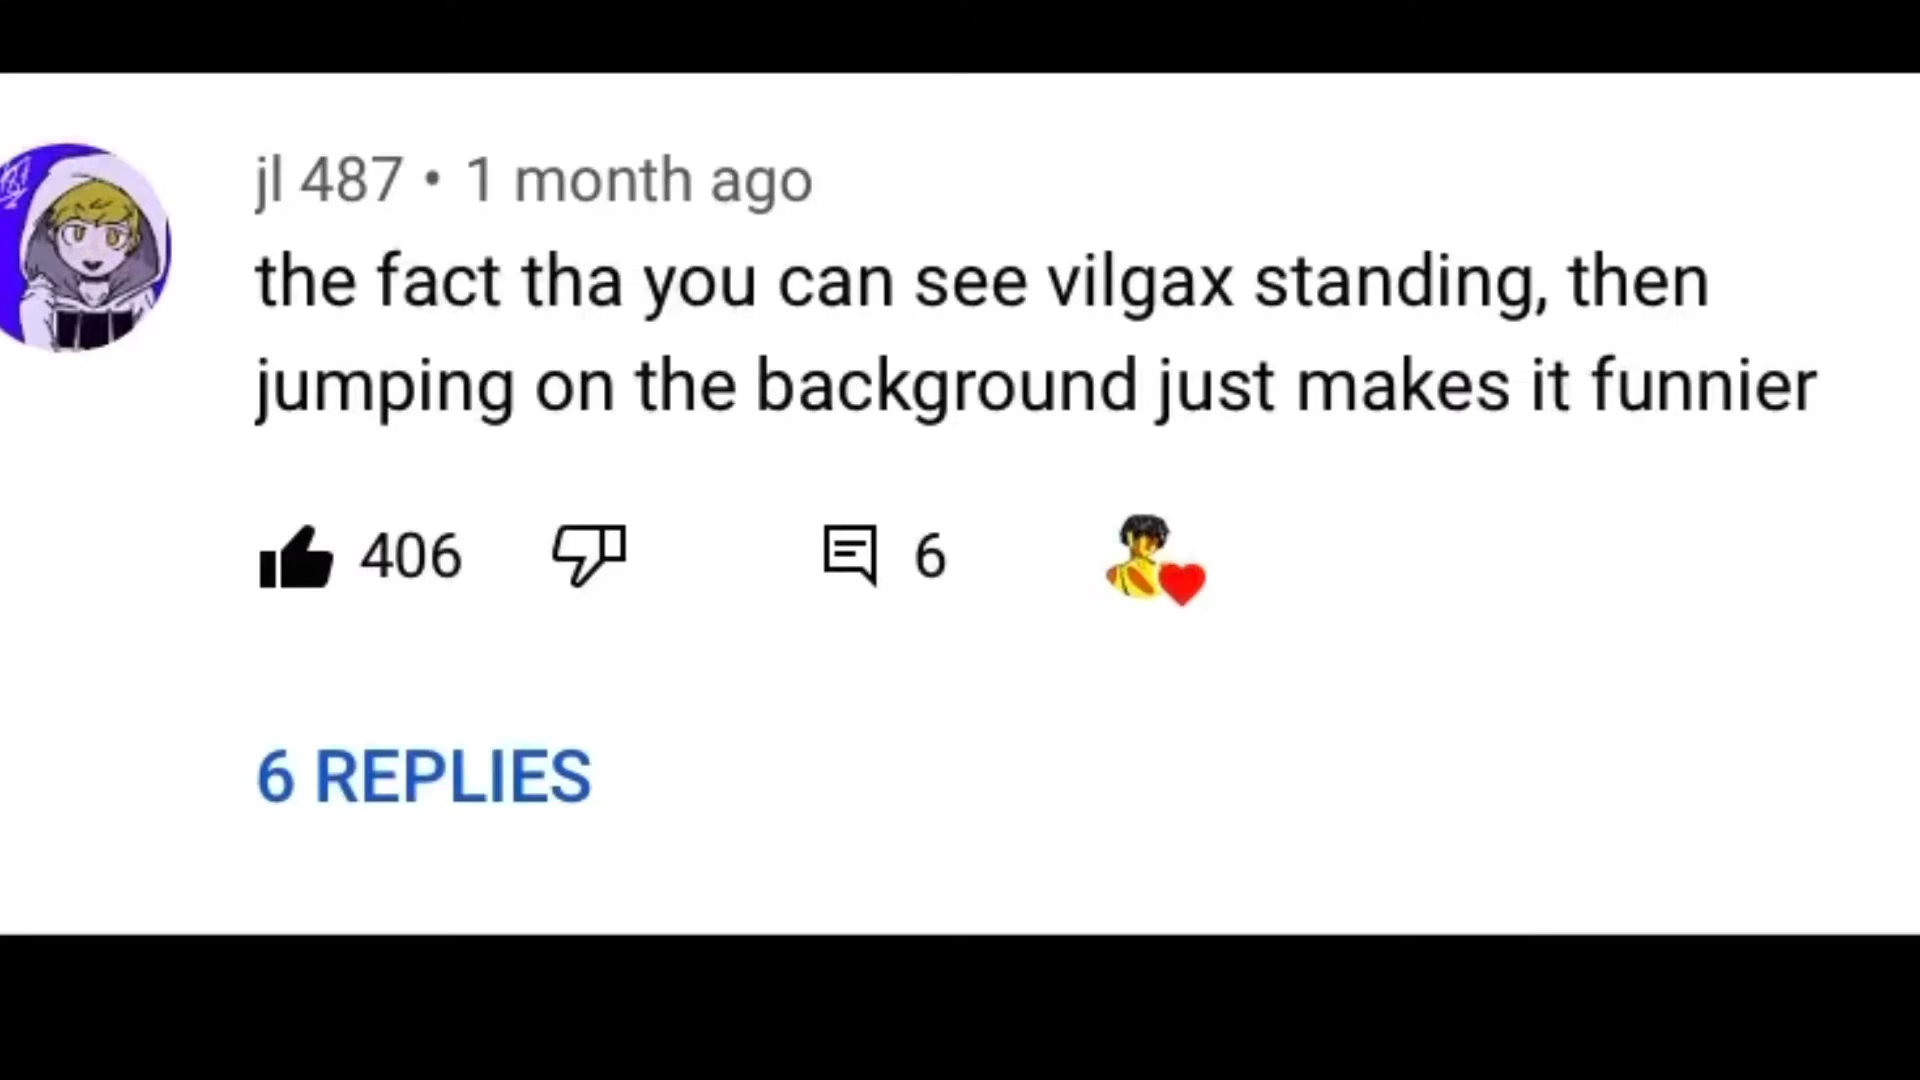 jl 487 • 1 month ago
the fact tha you can see vilgax standing, then
jumping on the background just makes it funnier
406 6
6 REPLIES